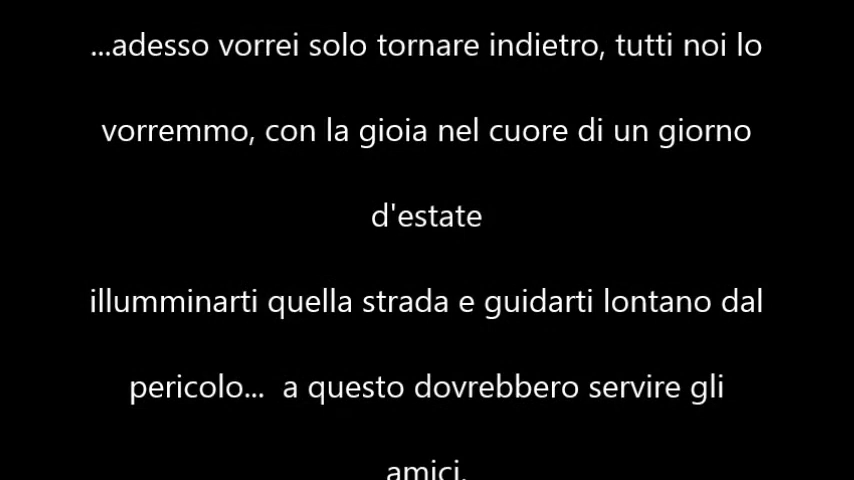 ...adesso vorrei solo tornare indietro, tutti noi lo
vorremmo, con la gioia nel cuore di un giorno
d'estate
illumminarti quella strada e guidarti lontano dal
pericolo...  a questo dovrebbero servire gli
amici.